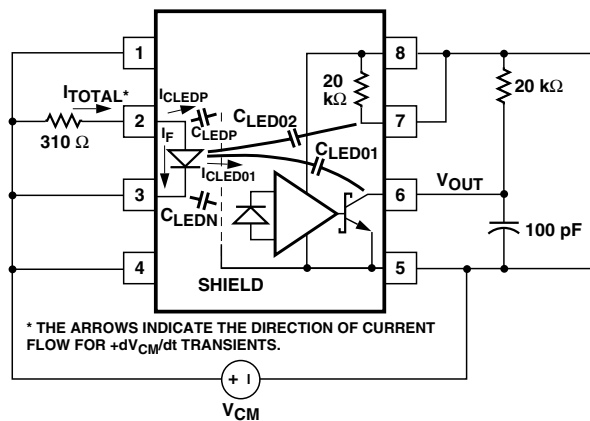 1
8
I_TOTAL*
I_CLEDP
20 kΩ
20 kΩ
C_LEDP
C_LED02
2
7
310 Ω
I_F
C_LED01
I_CLED01
3
6
V_OUT
C_LEDN
100 pF
4
5
SHIELD
* THE ARROWS INDICATE THE DIRECTION OF CURRENT
FLOW FOR +dV_CM/dt TRANSIENTS.
+ I
V_CM